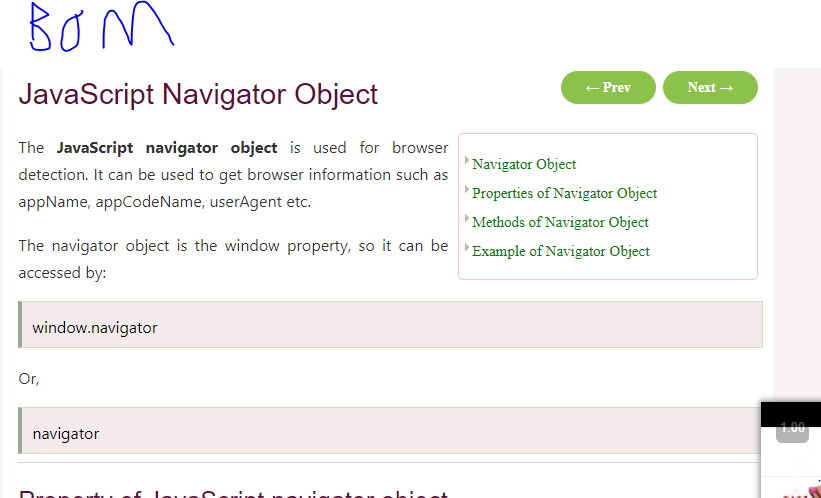 BOM
JavaScript Navigator Object
← Prev
Next →
The JavaScript navigator object is used for browser
detection. It can be used to get browser information such as
appName, appCodeName, userAgent etc.
The navigator object is the window property, so it can be
accessed by:
Navigator Object
Properties of Navigator Object
Methods of Navigator Object
Example of Navigator Object
window.navigator
Or,
navigator
1.00
Property of JavaScript navigator object